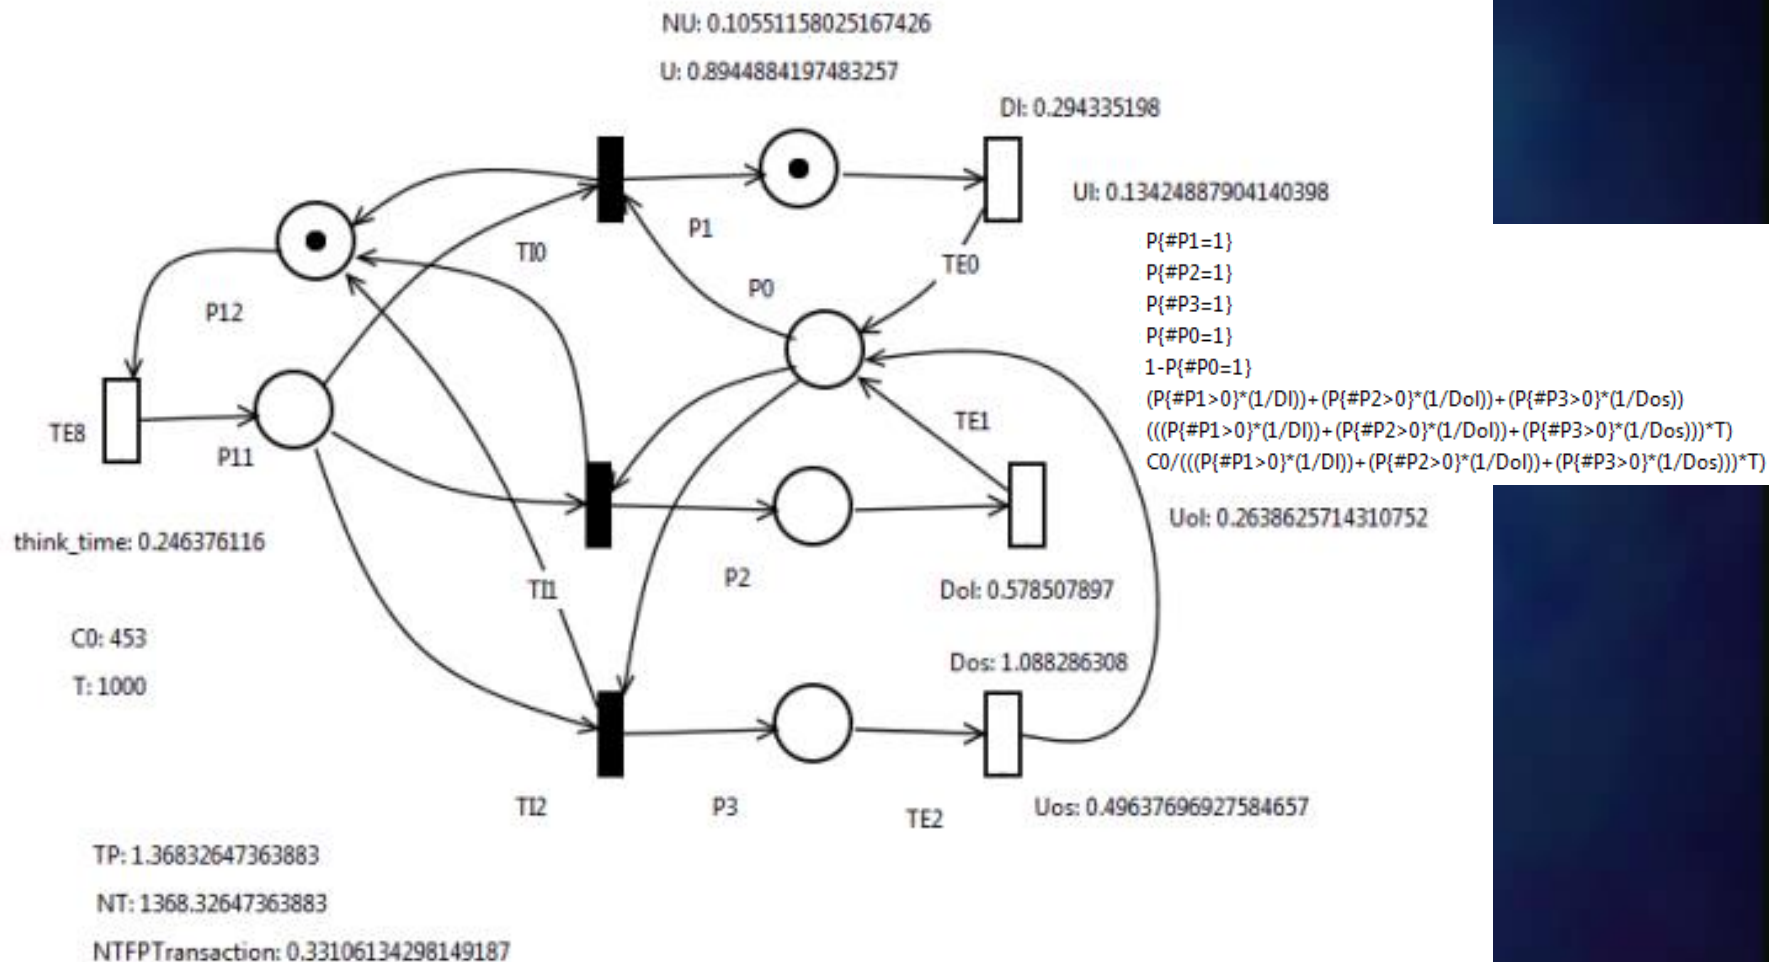 NU: 0.10551158025167426
U: 0.8944884197483257
DI: 0.294335198
UI: 0.13424887904140398
P1
TI0
TE0
P{#P1=1}
P{#P2=1}
P{#P3=1}
P{#P0=1}
1-P{#P0=1}
(P{#P1>0}*(1/DI))+(P{#P2>0}*(1/DoI))+(P{#P3>0}*(1/Dos))
(((P{#P1>0}*(1/DI))+(P{#P2>0}*(1/DoI))+(P{#P3>0}*(1/Dos)))*T)
C0/(((P{#P1>0}*(1/DI))+(P{#P2>0}*(1/DoI))+(P{#P3>0}*(1/Dos)))*T)
P0
P12
TE8
P11
TE1
UoI: 0.2638625714310752
think_time: 0.246376116
P2
TI1
DoI: 0.578507897
C0: 453
T: 1000
Dos: 1.088286308
TI2
P3
TE2
Uos: 0.49637696927584657
TP: 1.36832647363883
NT: 1368.32647363883
NTFPTransaction: 0.33106134298149187